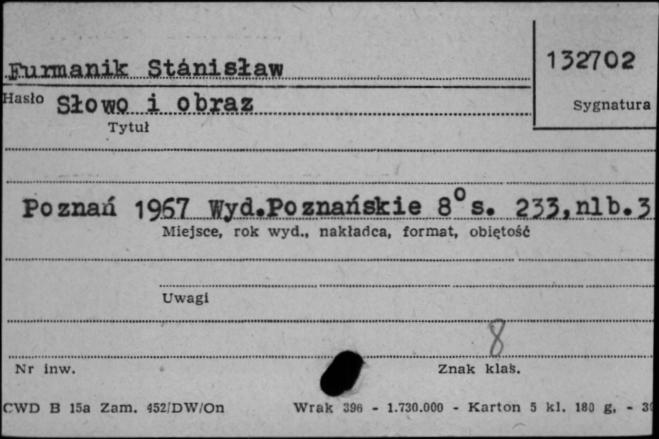 Furmanik Stánisław
132702
Hasło Słowo i obraz
Sygnatura
Tytuł
Poznań 1967 Wyd.Poznańskie 8° s. 233,nlb.3
Miejsce, rok wyd., nakładca, format, objętość
Uwagi
8
Nr inw.
Znak klas.
CWD B 15a Zam. 452/DW/On Wrak 396 - 1.730.000 - Karton 5 kl. 180 g, -